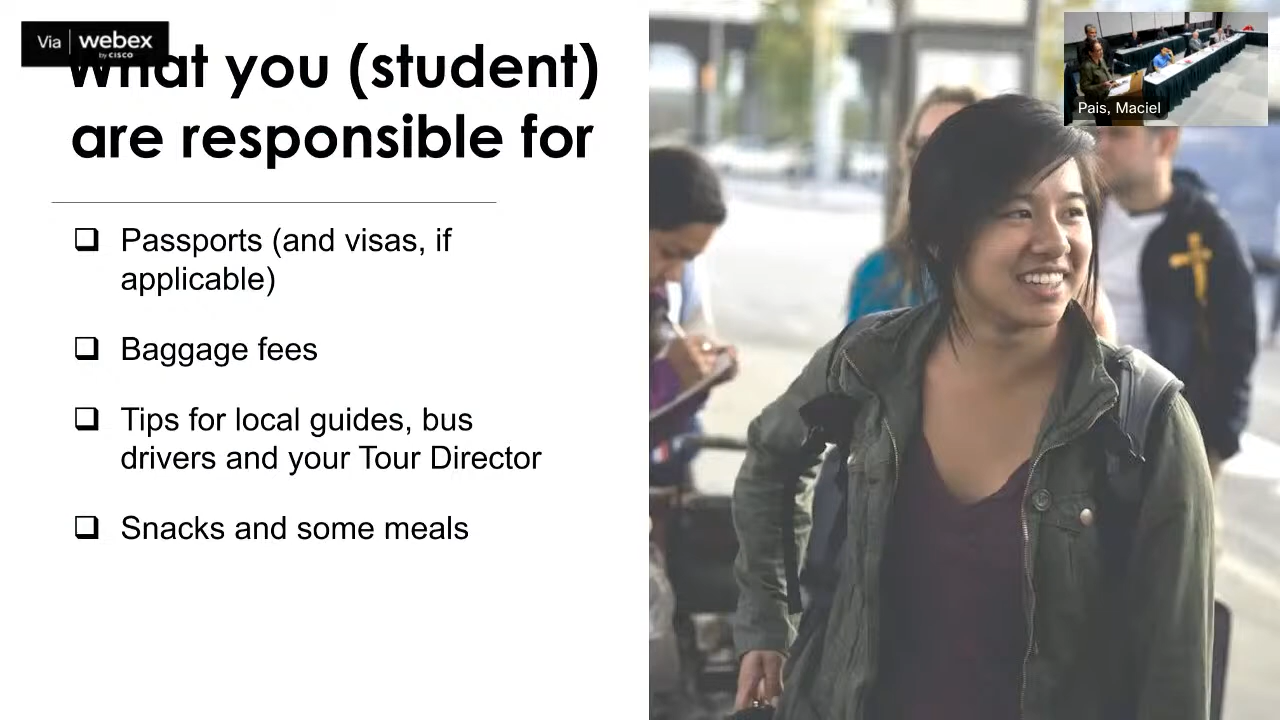 Via webex
by CISCO
What you (student)
are responsible for
Passports (and visas, if
applicable)
Baggage fees
Tips for local guides, bus
drivers and your Tour Director
Snacks and some meals
Pais, Maciel